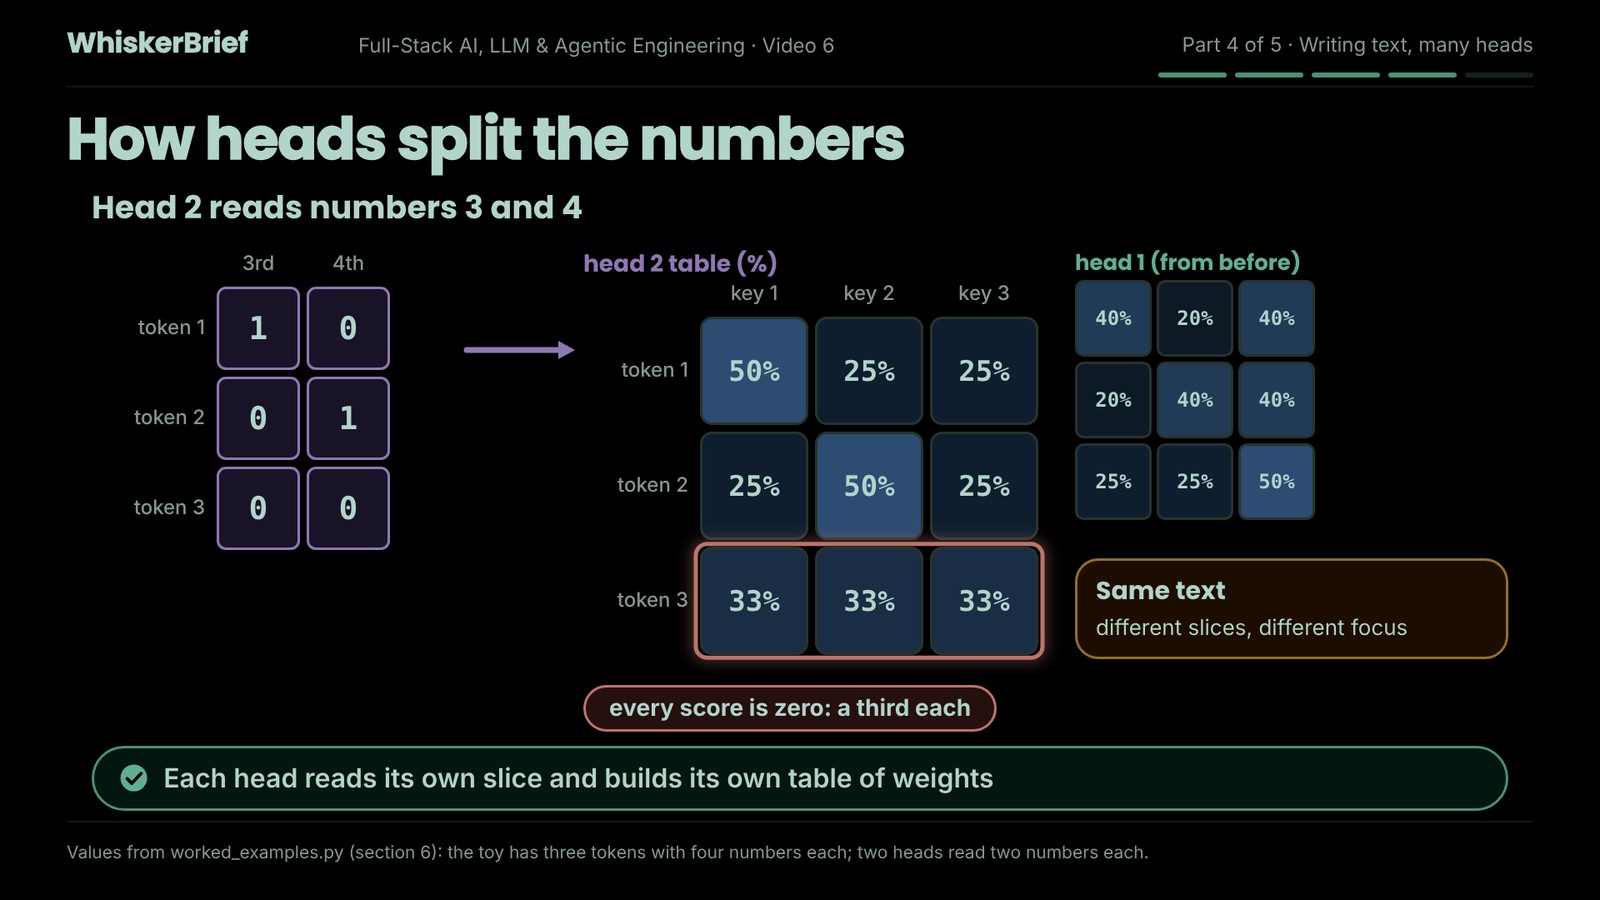 WhiskerBrief
Full-Stack AI, LLM & Agentic Engineering · Video 6
Part 4 of 5 · Writing text, many heads
How heads split the numbers
Head 2 reads numbers 3 and 4
3rd 4th
token 1 1 0
token 2 0 1
token 3 0 0
head 2 table (%)
key 1 key 2 key 3
token 1 50% 25% 25%
token 2 25% 50% 25%
token 3 33% 33% 33%
every score is zero: a third each
head 1 (from before)
40% 20% 40%
20% 40% 40%
25% 25% 50%
Same text
different slices, different focus
Each head reads its own slice and builds its own table of weights
Values from worked_examples.py (section 6): the toy has three tokens with four numbers each; two heads read two numbers each.